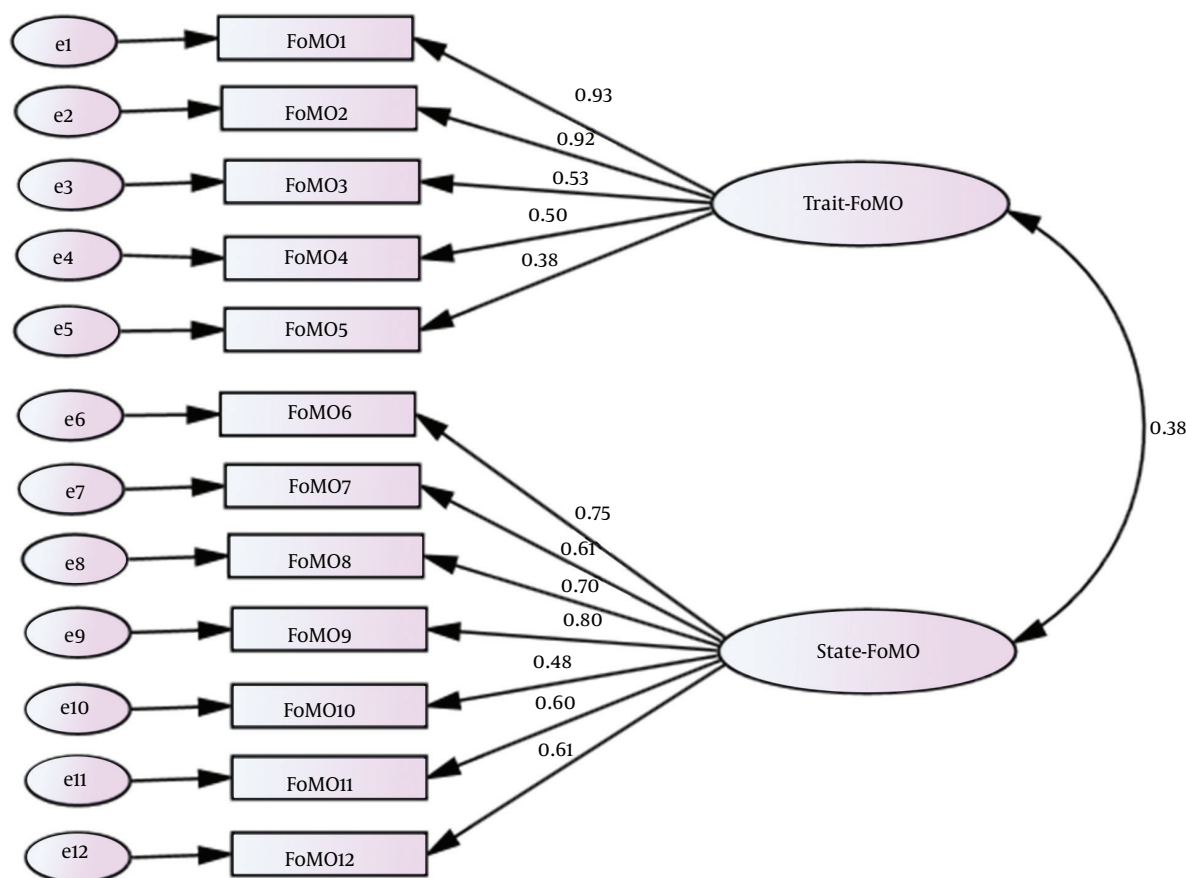 e1
FoMO1
0.93
e2
FoMO2
0.92
e3
FoMO3
0.53
Trait-FoMO
e4
FoMO4
0.50
e5
FoMO5
0.38
e6
FoMO6
0.38
e7
FoMO7
0.75
e8
FoMO8
0.61
0.70
e9
FoMO9
0.80
State-FoMO
e10
FoMO10
0.48
e11
FoMO11
0.60
e12
FoMO12
0.61